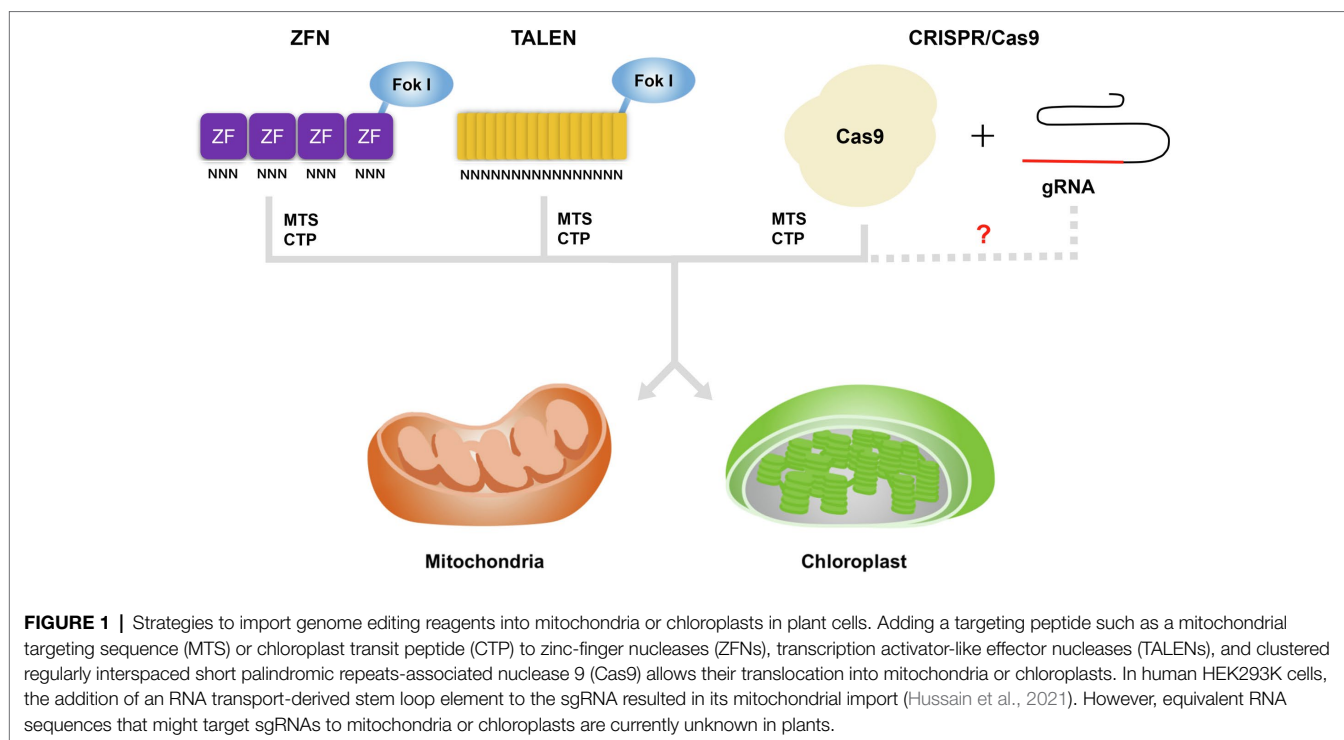 ZFN TALEN CRISPR/Cas9
Fok I Fok I
ZF ZF ZF ZF Cas9 + gRNA
NNN NNN NNN NNN NNNNNNNNNNNNNNNN
MTS MTS MTS
CTP CTP CTP
?
Mitochondria Chloroplast
FIGURE 1 | Strategies to import genome editing reagents into mitochondria or chloroplasts in plant cells. Adding a targeting peptide such as a mitochondrial
targeting sequence (MTS) or chloroplast transit peptide (CTP) to zinc-finger nucleases (ZFNs), transcription activator-like effector nucleases (TALENs), and clustered
regularly interspaced short palindromic repeats-associated nuclease 9 (Cas9) allows their translocation into mitochondria or chloroplasts. In human HEK293K cells,
the addition of an RNA transport-derived stem loop element to the sgRNA resulted in its mitochondrial import (Hussain et al., 2021). However, equivalent RNA
sequences that might target sgRNAs to mitochondria or chloroplasts are currently unknown in plants.